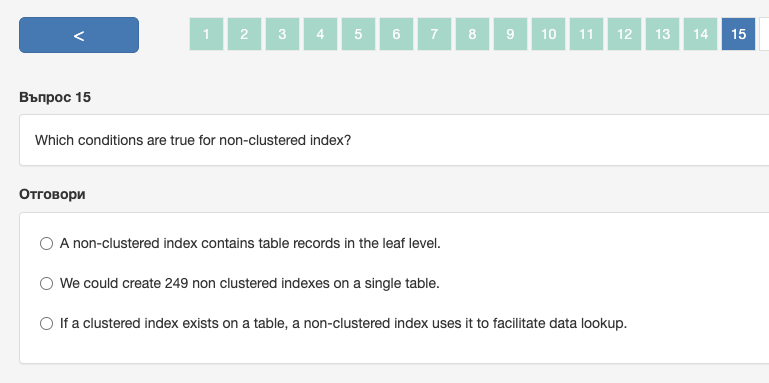 <
1 2 3 4 5 6 7 8 9 10 11 12 13 14 15
Въпрос 15
Which conditions are true for non-clustered index?
Отговори
A non-clustered index contains table records in the leaf level.
We could create 249 non clustered indexes on a single table.
If a clustered index exists on a table, a non-clustered index uses it to facilitate data lookup.